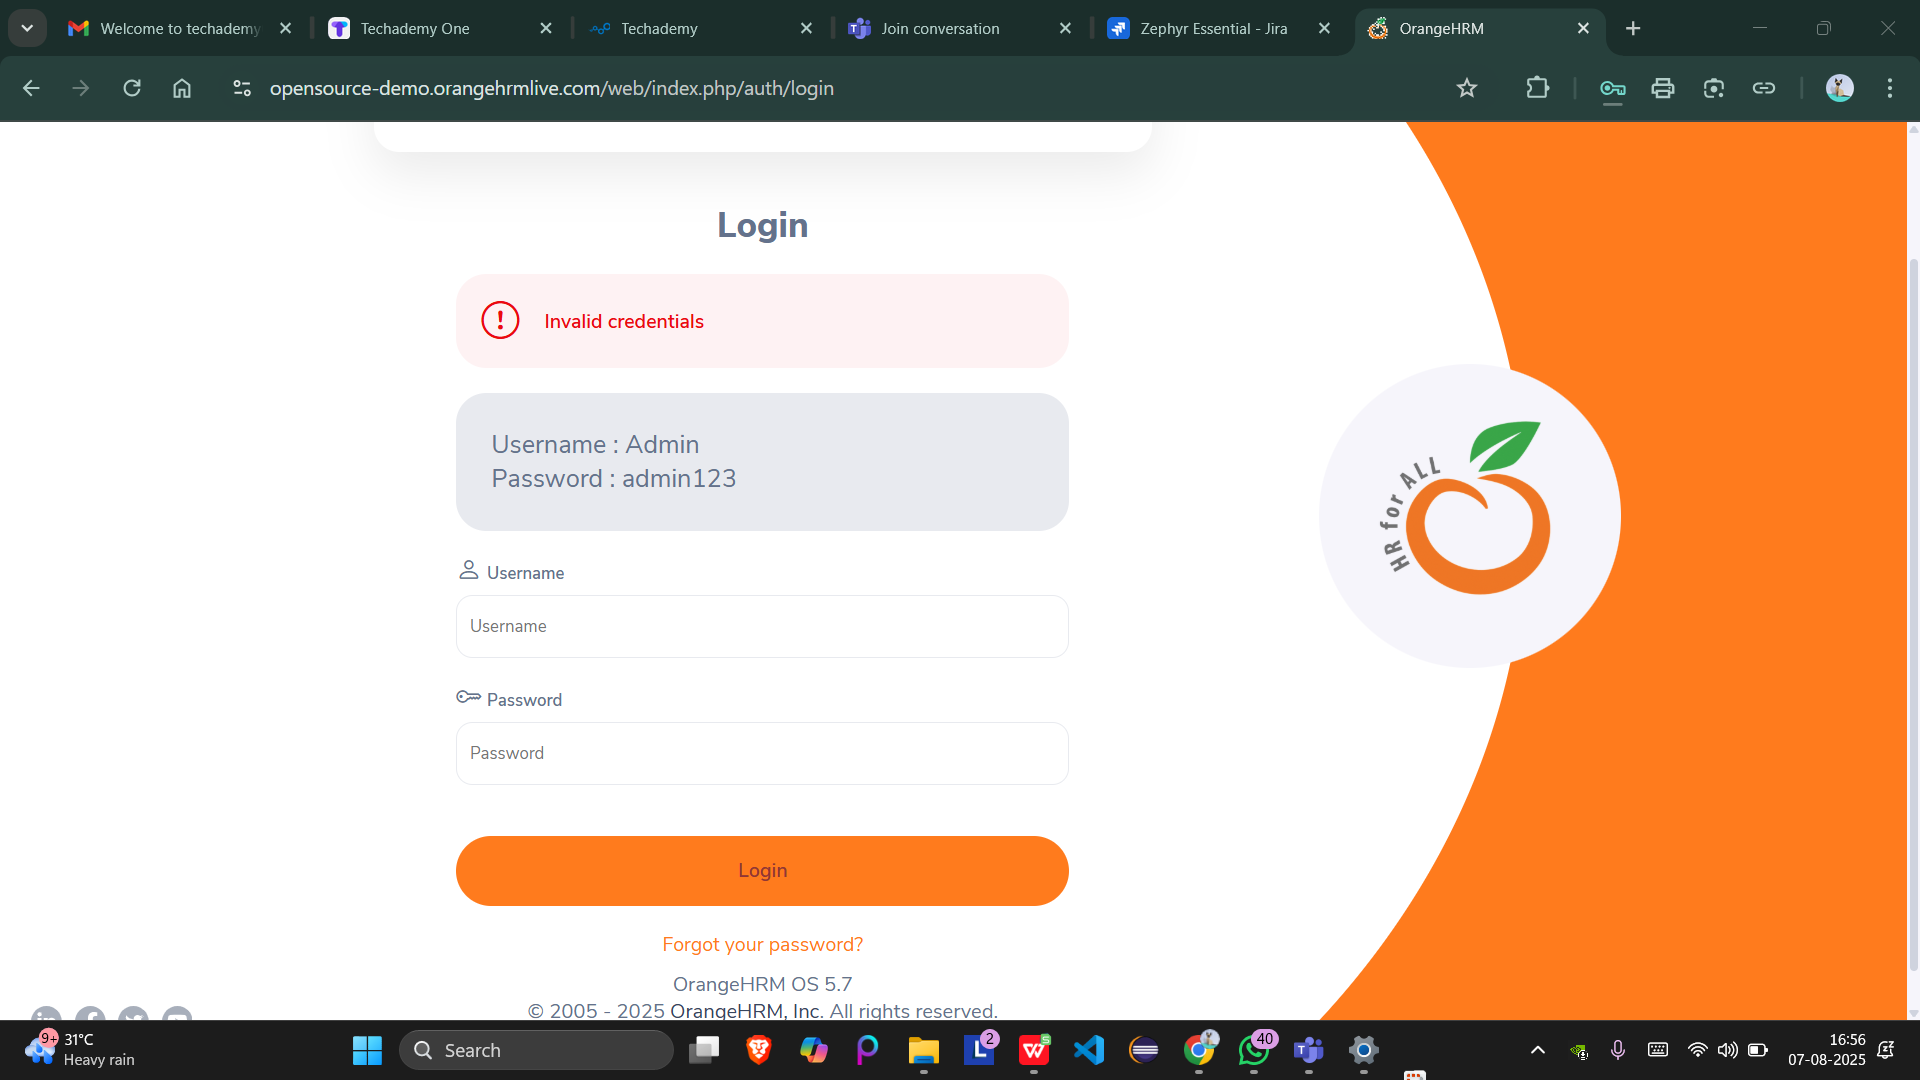 Welcome to techademy
Techademy One
Techademy
Join conversation
Zephyr Essential - Jira
OrangeHRM
opensource-demo.orangehrmlive.com/web/index.php/auth/login
Login
! Invalid credentials
Username : Admin
Password : admin123
Username
Username
Password
Password
Login
Forgot your password?
OrangeHRM OS 5.7
© 2005 - 2025 OrangeHRM, Inc. All rights reserved.
HR for ALL
9+
31°C
Heavy rain
Search
2
40
16:56
07-08-2025